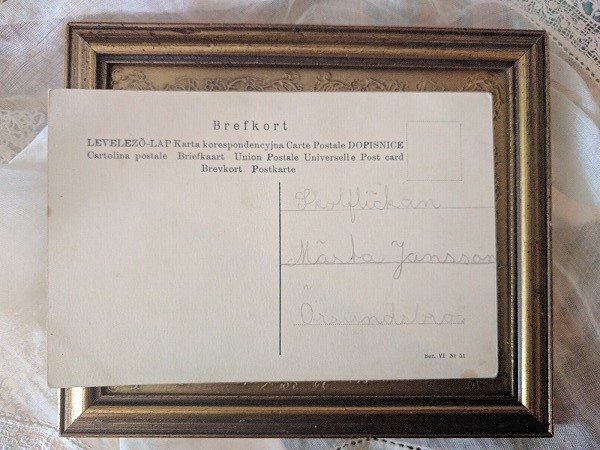 Brefkort
LEVELEZŐ-LAP Karta korespondencyjna Carte Postale DOPISNICE
Cartolina postale Briefkaart Union Postale Universelle Post card
Brevkort Postkarte
Skolflickan
Märta Jansson
Örsundsbro
Ser. VI Nr 51